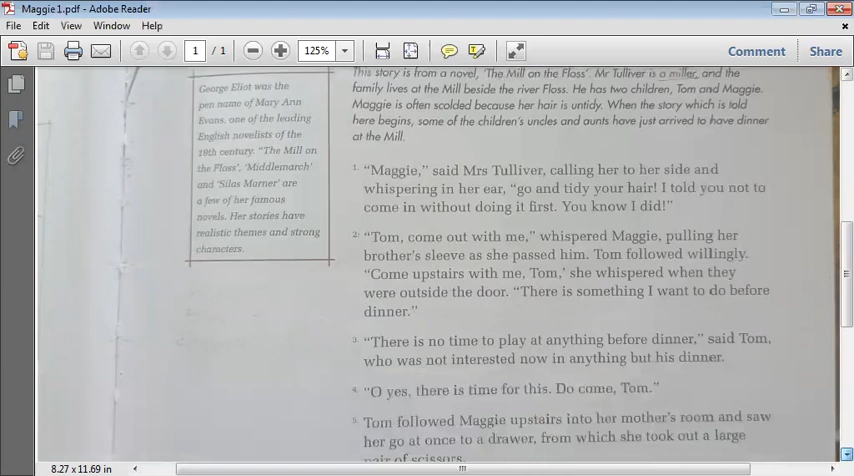 Maggie 1.pdf - Adobe Reader
File Edit View Window Help
1 / 1
125%
Comment
Share
George Eliot was the
pen name of Mary Ann
Evans, one of the leading
English novelists of the
19th century. "The Mill on
the Floss', 'Middlemarch'
and 'Silas Marner' are
a few of her famous
novels. Her stories have
realistic themes and strong
characters.
This story is from a novel, 'The Mill on the Floss'. Mr Tulliver is a miller, and the
family lives at the Mill beside the river Floss. He has two children, Tom and Maggie.
Maggie is often scolded because her hair is untidy. When the story which is told
here begins, some of the children's uncles and aunts have just arrived to have dinner
at the Mill.
1. "Maggie," said Mrs Tulliver, calling her to her side and
whispering in her ear, "go and tidy your hair! I told you not to
come in without doing it first. You know I did!"
2. "Tom, come out with me," whispered Maggie, pulling her
brother's sleeve as she passed him. Tom followed willingly.
"Come upstairs with me, Tom,' she whispered when they
were outside the door. "There is something I want to do before
dinner."
3. "There is no time to play at anything before dinner," said Tom,
who was not interested now in anything but his dinner.
4. "O yes, there is time for this. Do come, Tom."
5. Tom followed Maggie upstairs into her mother's room and saw
her go at once to a drawer, from which she took out a large
pair of scissors.
8.27 x 11.69 in